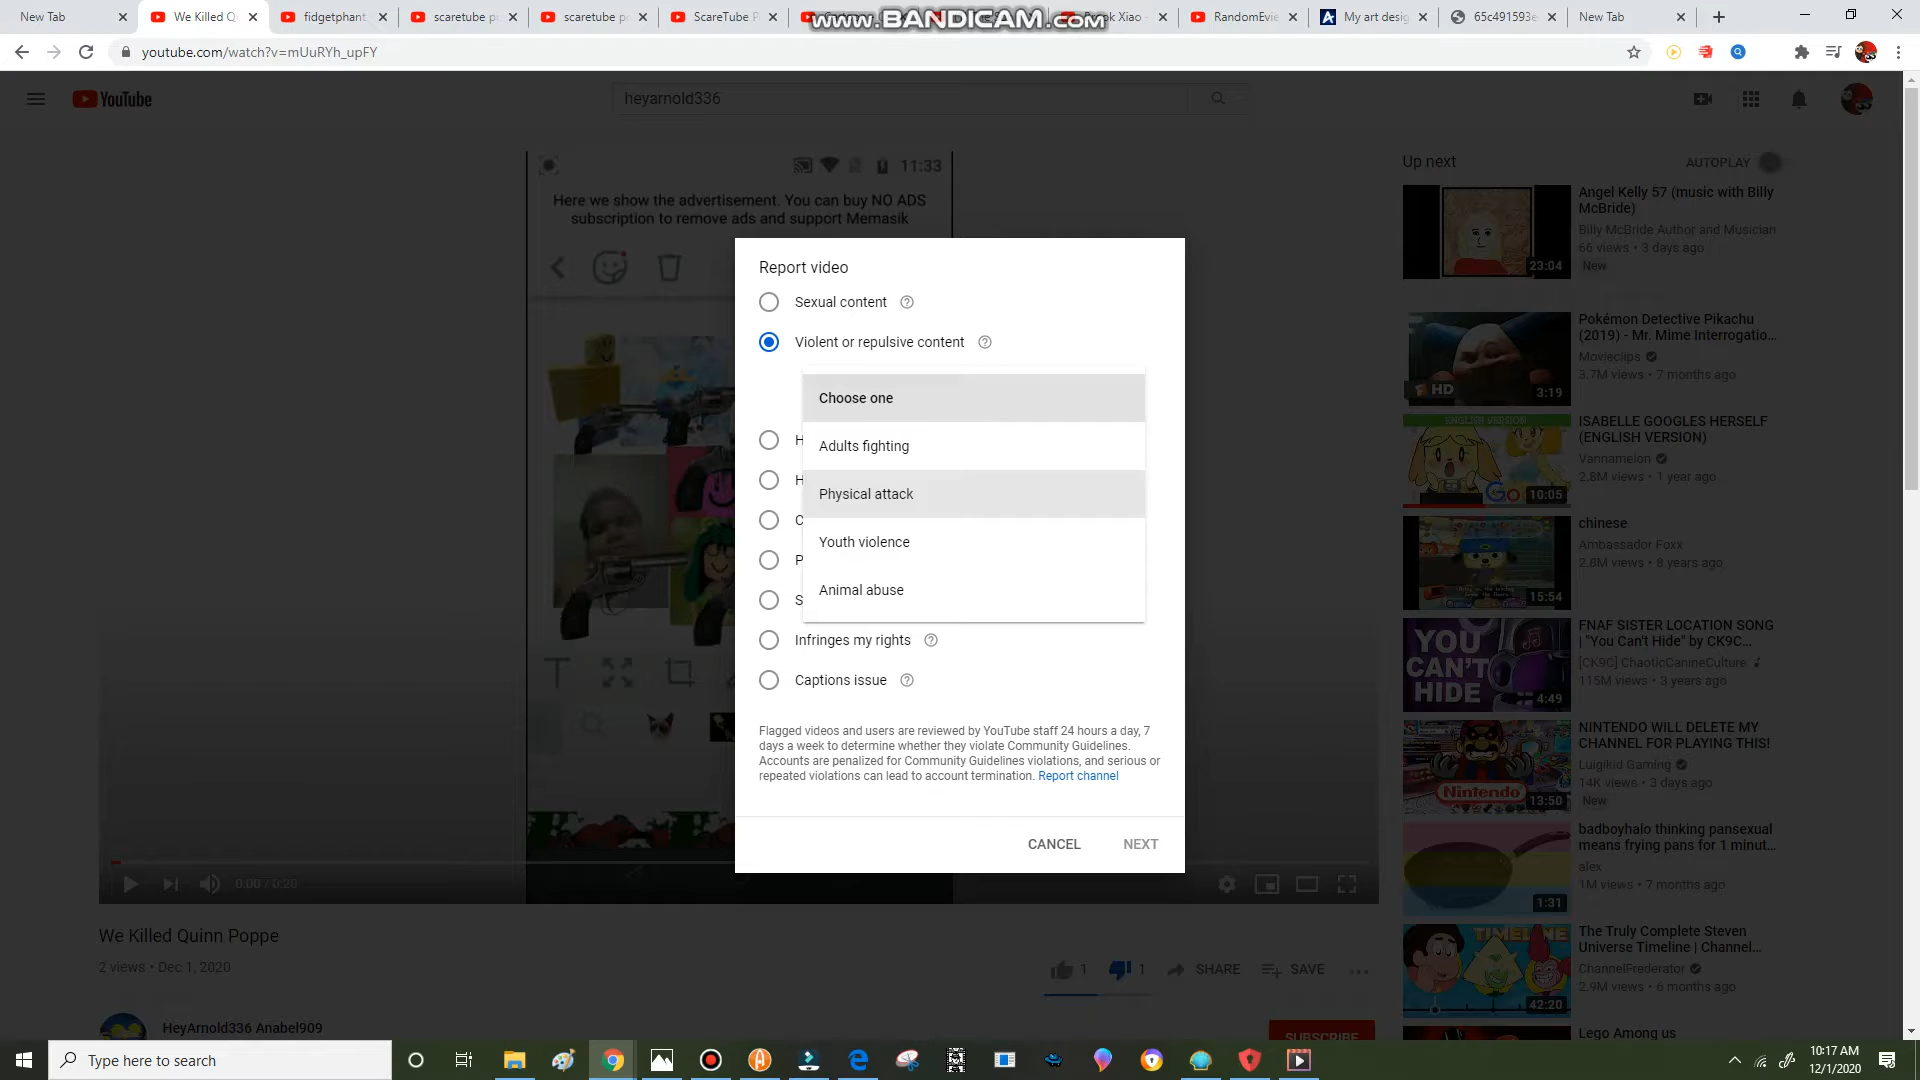 New Tab
We Killed Q
fidgetphant
scaretube po
scaretube po
ScareTube P
www.BANDICAM.com
k Xiao
RandomEvie
My art desig
65c491593e
New Tab
youtube.com/watch?v=mUuRYh_upFY
YouTube
heyarnold336
11:33
Here we show the advertisement. You can buy NO ADS
subscription to remove ads and support Memasik
Report video
Sexual content
Violent or repulsive content
Choose one
Adults fighting
H
H
Physical attack
C
Youth violence
P
Animal abuse
S
Infringes my rights
Captions issue
Flagged videos and users are reviewed by YouTube staff 24 hours a day, 7
days a week to determine whether they violate Community Guidelines.
Accounts are penalized for Community Guidelines violations, and serious or
repeated violations can lead to account termination. Report channel
CANCEL
NEXT
T
0:00 / 0:20
We Killed Quinn Poppe
2 views • Dec 1, 2020
1
1
SHARE
SAVE
HeyArnold336 Anabel909
SUBSCRIBE
Up next
AUTOPLAY
Angel Kelly 57 (music with Billy
McBride)
Billy McBride Author and Musician
66 views • 3 days ago
New
23:04
Pokémon Detective Pikachu
(2019) - Mr. Mime Interrogatio...
Movieclips
3.7M views • 7 months ago
HD
3:19
ENGLISH VERSION
ISABELLE GOOGLES HERSELF
(ENGLISH VERSION)
Vannamelon
2.8M views • 1 year ago
Go
10:05
chinese
Ambassador Foxx
2.8M views • 8 years ago
15:54
FNAF SISTER LOCATION SONG
| "You Can't Hide" by CK9C...
[CK9C] ChaoticCanineCulture
115M views • 3 years ago
YOU
CAN'T
HIDE
4:49
NINTENDO WILL DELETE MY
CHANNEL FOR PLAYING THIS!
Luigikid Gaming
14K views • 3 days ago
New
Nintendo
13:50
badboyhalo thinking pansexual
means frying pans for 1 minut...
alex
1M views • 7 months ago
1:31
The Truly Complete Steven
Universe Timeline | Channel...
ChannelFrederator
2.9M views • 6 months ago
TIMELINE
42:20
Lego Among us
Type here to search
10:17 AM
12/1/2020